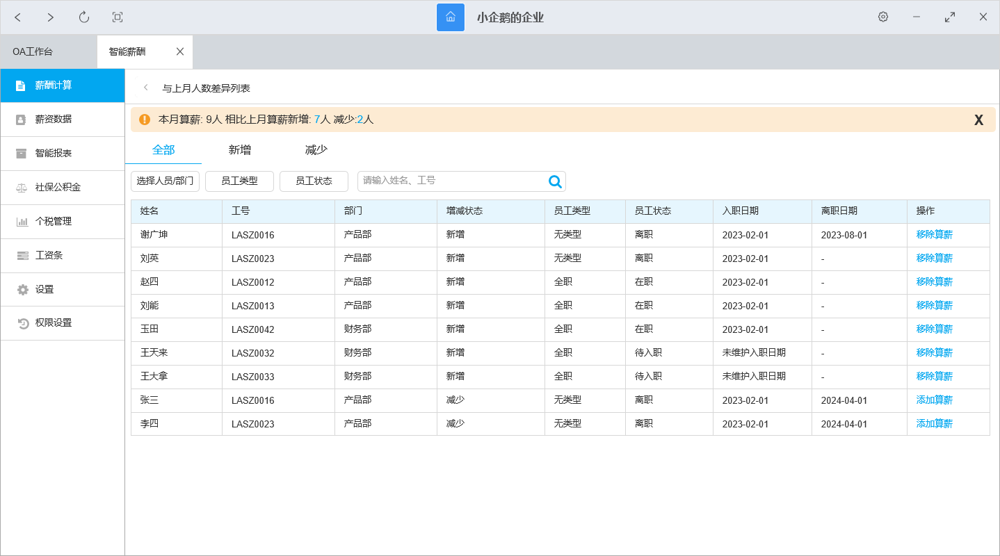 小企鹅的企业
OA工作台 智能薪酬
薪酬计算
薪资数据
智能报表
社保公积金
个税管理
工资条
设置
权限设置
与上月人数差异列表
本月算薪: 9人 相比上月算薪新增: 7人 减少:2人 X
全部 新增 减少
选择人员/部门 员工类型 员工状态 请输入姓名、工号
姓名 工号 部门 增减状态 员工类型 员工状态 入职日期 离职日期 操作
谢广坤 LASZ0016 产品部 新增 无类型 离职 2023-02-01 2023-08-01 移除算薪
刘英 LASZ0023 产品部 新增 无类型 离职 2023-02-01 - 移除算薪
赵四 LASZ0012 产品部 新增 全职 在职 2023-02-01 - 移除算薪
刘能 LASZ0013 产品部 新增 全职 在职 2023-02-01 - 移除算薪
玉田 LASZ0042 财务部 新增 全职 在职 2023-02-01 - 移除算薪
王天来 LASZ0032 财务部 新增 全职 待入职 未维护入职日期 - 移除算薪
王大拿 LASZ0033 财务部 新增 全职 待入职 未维护入职日期 - 移除算薪
张三 LASZ0016 产品部 减少 无类型 离职 2023-02-01 2024-04-01 添加算薪
李四 LASZ0023 产品部 减少 无类型 离职 2023-02-01 2024-04-01 添加算薪